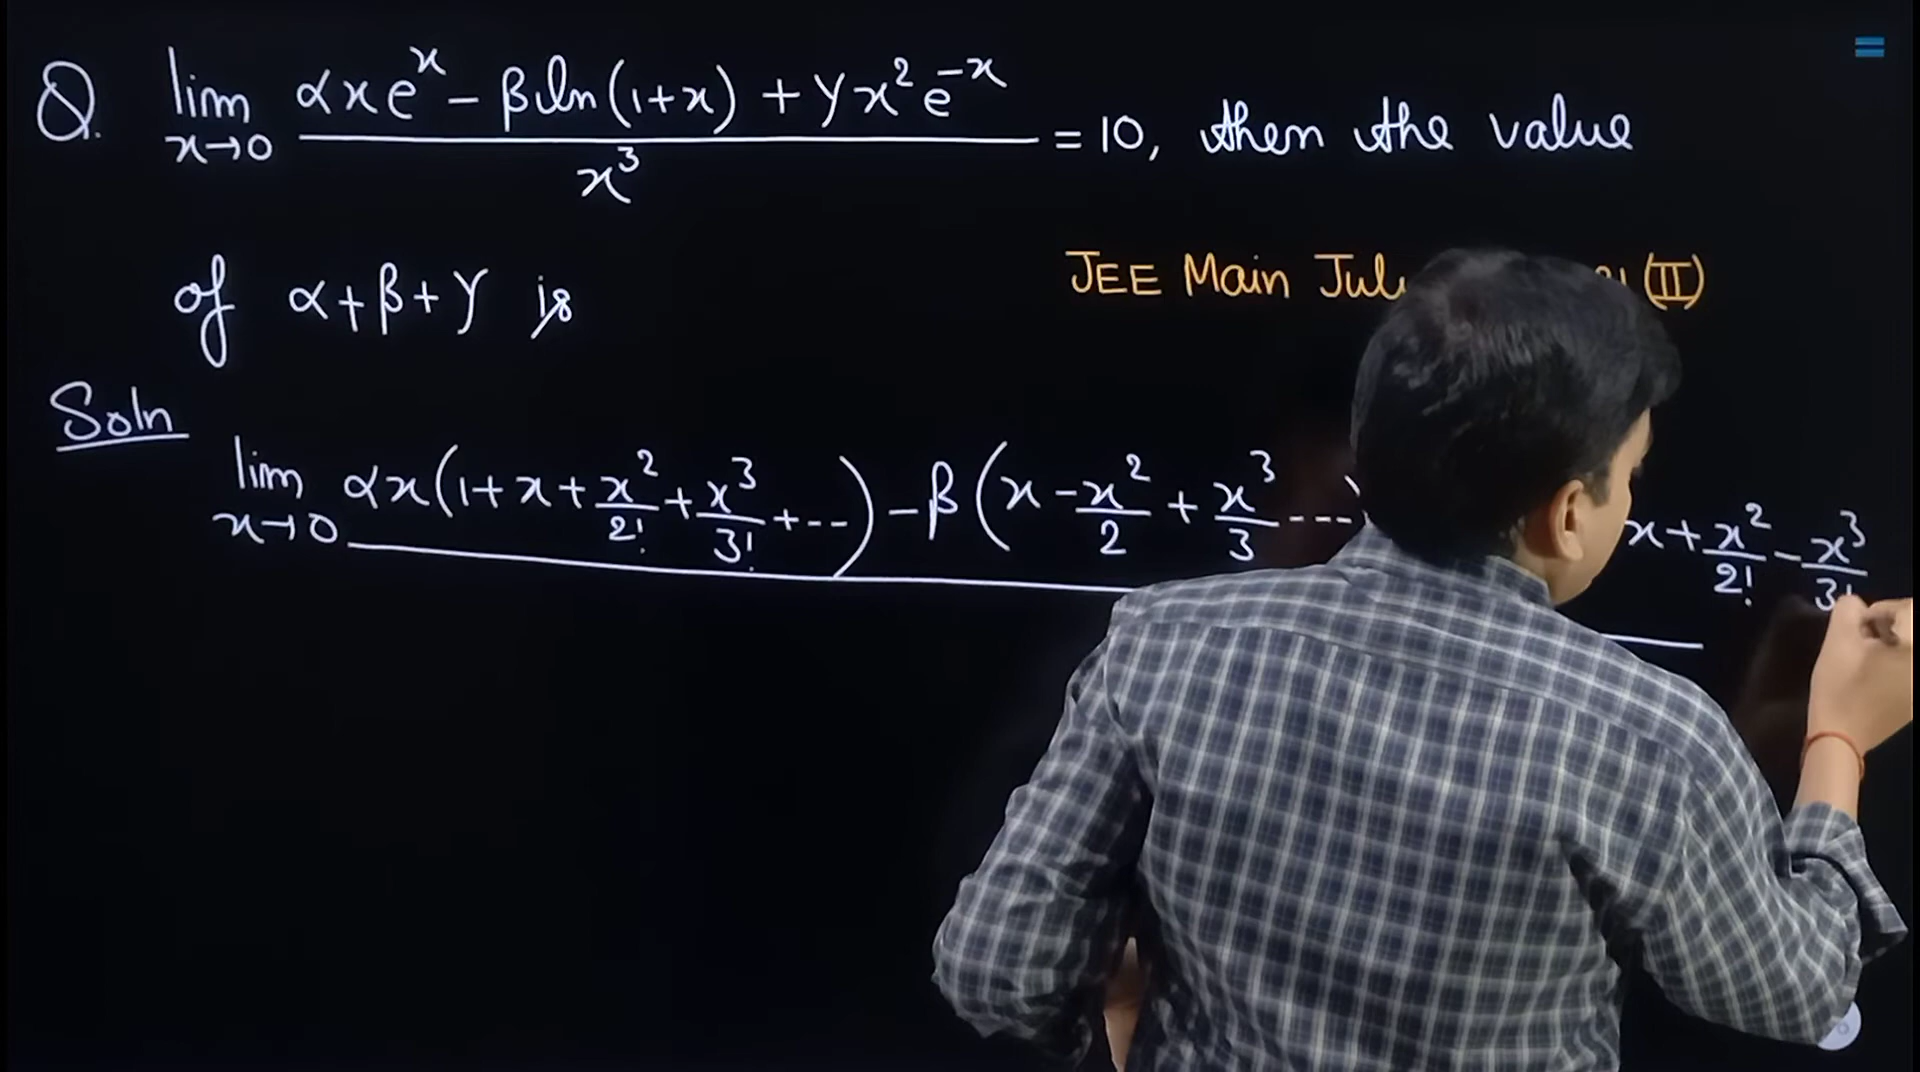 Q. lim x→0 (αxe^x − β ln(1+x) + γx²e^−x) / x³ = 10, then the value
of α+β+γ is
JEE Main (II)
Soln
lim x→0 αx(1+x+x²/2!+x³/3!+--) − β(x−x²/2+x³/3--- x+x²/2!−x³/3!